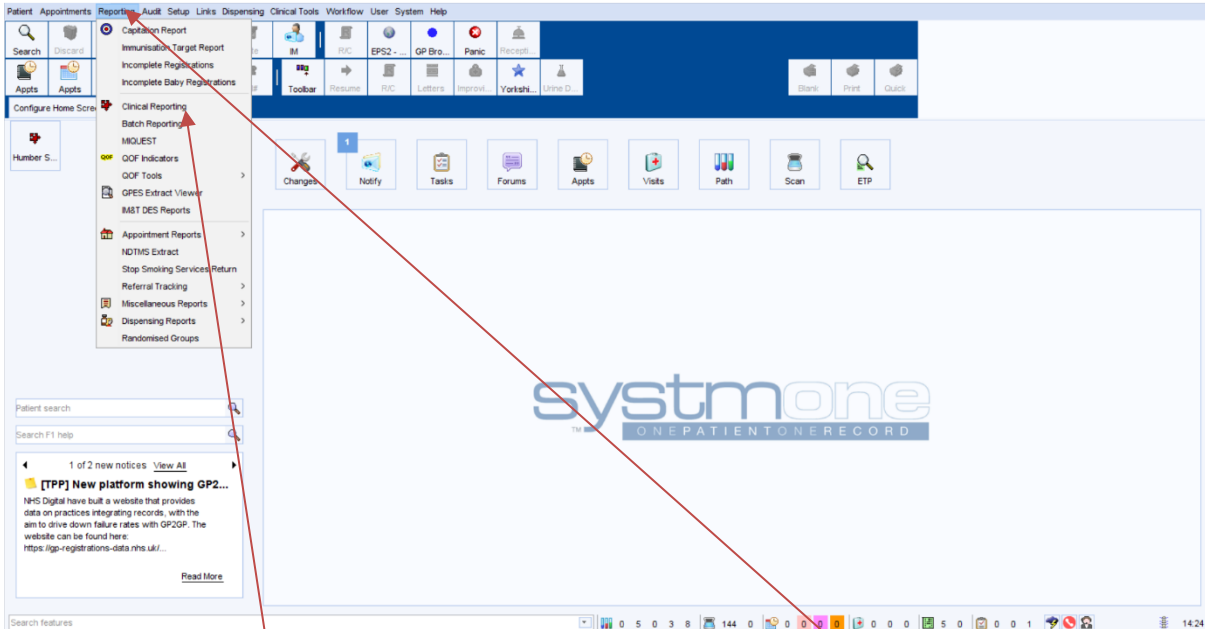 Patient Appointments Reporting Audit Setup Links Dispensing Clinical Tools Workflow User System Help
Search Discard IM R/C EPS2 - ... GP Bro... Panic Recepti...
Appts Appts Toolbar Resume R/C Letters Improvi... Yorkshi... Urine D... Blank Print Quick
Configure Home Scre
Capitation Report
Immunisation Target Report
Incomplete Registrations
Incomplete Baby Registrations
Clinical Reporting
Batch Reporting
MIQUEST
QOF QOF Indicators
QOF Tools >
GPES Extract Viewer
IM&T DES Reports
Appointment Reports >
NDTMS Extract
Stop Smoking Services Return
Referral Tracking >
Miscellaneous Reports >
Dispensing Reports >
Randomised Groups
Humber S...
1
Changes Notify Tasks Forums Appts Visits Path Scan ETP
systmone
TM ONEPATIENTONERECORD
Patient search
Search F1 help
1 of 2 new notices View All
[TPP] New platform showing GP2...
NHS Digital have built a website that provides
data on practices integrating records, with the
aim to drive down failure rates with GP2GP. The
website can be found here:
https://gp-registrations-data.nhs.uk/...
Read More
Search features 0 5 0 3 8 144 0 0 0 0 0 0 0 0 5 0 0 0 1 14:24